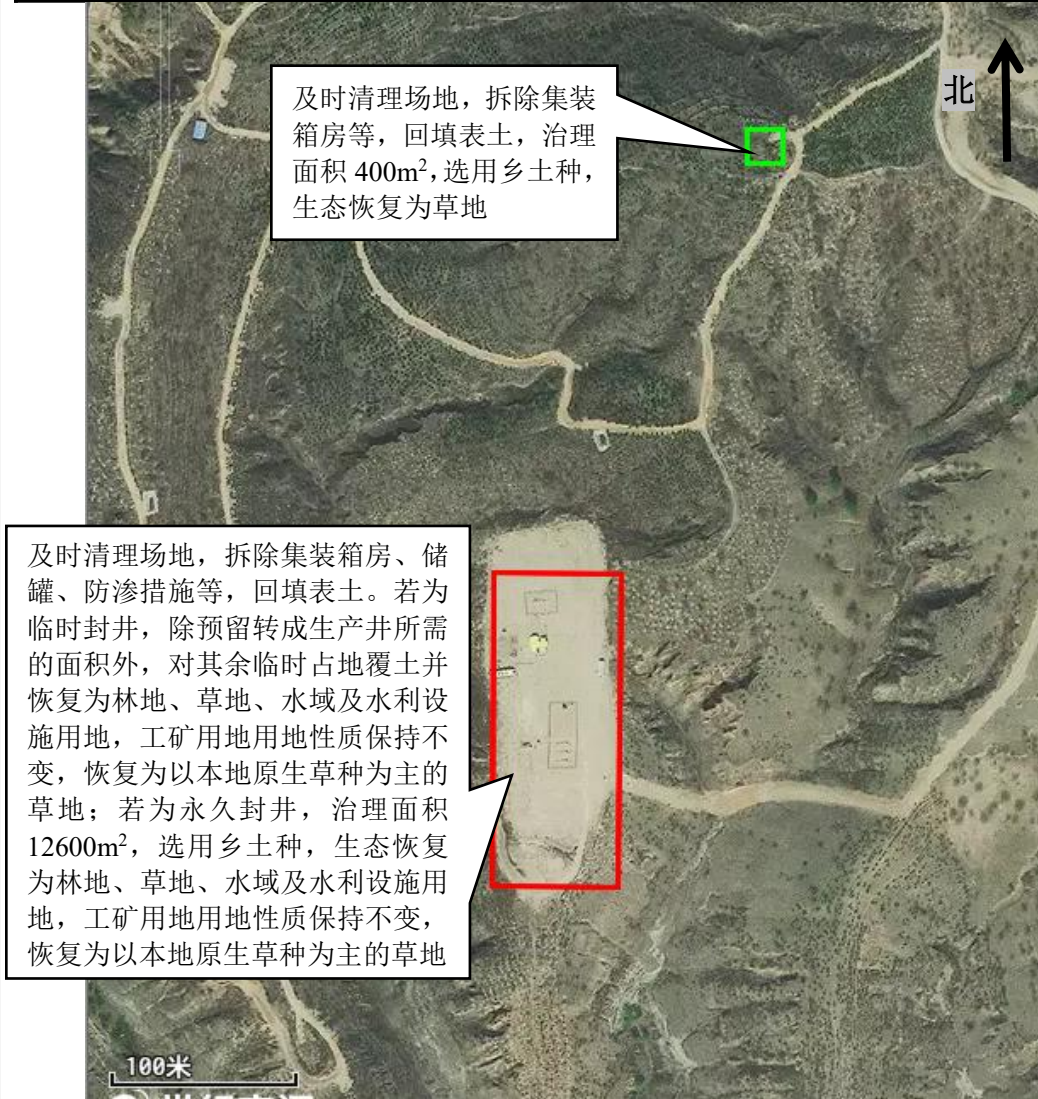 北
及时清理场地，拆除集装
箱房等，回填表土，治理
面积 400m²，选用乡土种，
生态恢复为草地
及时清理场地，拆除集装箱房、储
罐、防渗措施等，回填表土。若为
临时封井，除预留转成生产井所需
的面积外，对其余临时占地覆土并
恢复为林地、草地、水域及水利设
施用地，工矿用地用地性质保持不
变，恢复为以本地原生草种为主的
草地；若为永久封井，治理面积
12600m²，选用乡土种，生态恢复
为林地、草地、水域及水利设施用
地，工矿用地用地性质保持不变，
恢复为以本地原生草种为主的草地
100米